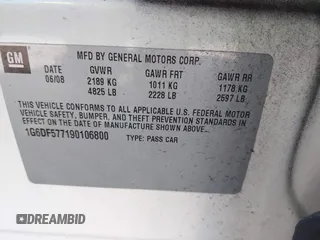 GM
MFD BY GENERAL MOTORS CORP.
06/08 GVWR GAWR FRT GAWR RR
2189 KG 1011 KG 1178 KG
4825 LB 2228 LB 2597 LB
THIS VEHICLE CONFORMS TO ALL APPLICABLE U.S. FEDERAL MOTOR
VEHICLE SAFETY, BUMPER, AND THEFT PREVENTION STANDARDS IN
EFFECT ON THE DATE OF MANUFACTURE SHOWN ABOVE.
1G6DF577190106800 TYPE: PASS CAR
© DRIVEDATA CORP